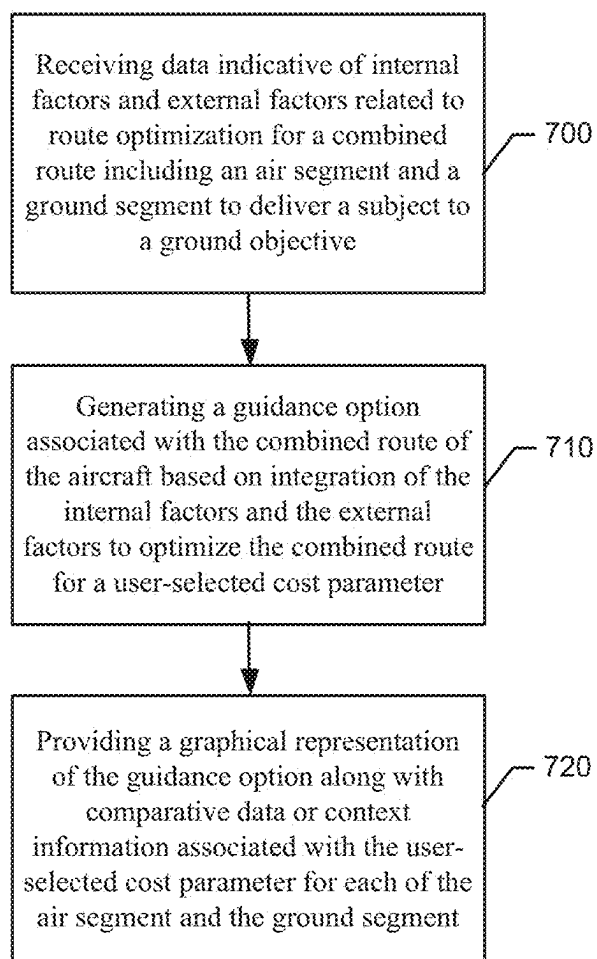 Receiving data indicative of internal
factors and external factors related to
route optimization for a combined
route including an air segment and a
ground segment to deliver a subject to
a ground objective
700
Generating a guidance option
associated with the combined route of
the aircraft based on integration of the
internal factors and the external
factors to optimize the combined route
for a user-selected cost parameter
710
Providing a graphical representation
of the guidance option along with
comparative data or context
information associated with the user-
selected cost parameter for each of the
air segment and the ground segment
720